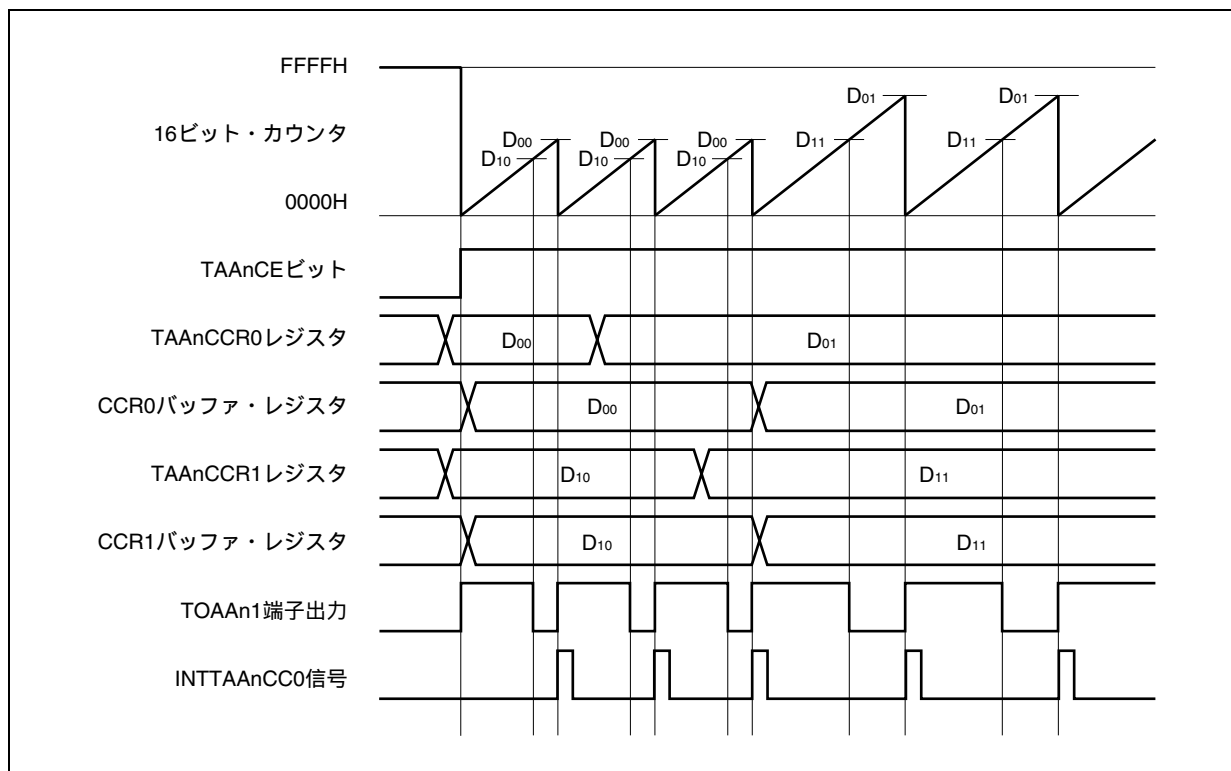 FFFFH
D01 D01
16ビット・カウンタ D00 D00 D00 D11 D11
D10 D10 D10
0000H
TAAnCEビット
TAAnCCR0レジスタ D00 D01
CCR0バッファ・レジスタ D00 D01
TAAnCCR1レジスタ D10 D11
CCR1バッファ・レジスタ D10 D11
TOAAn1端子出力
INTTAAnCC0信号